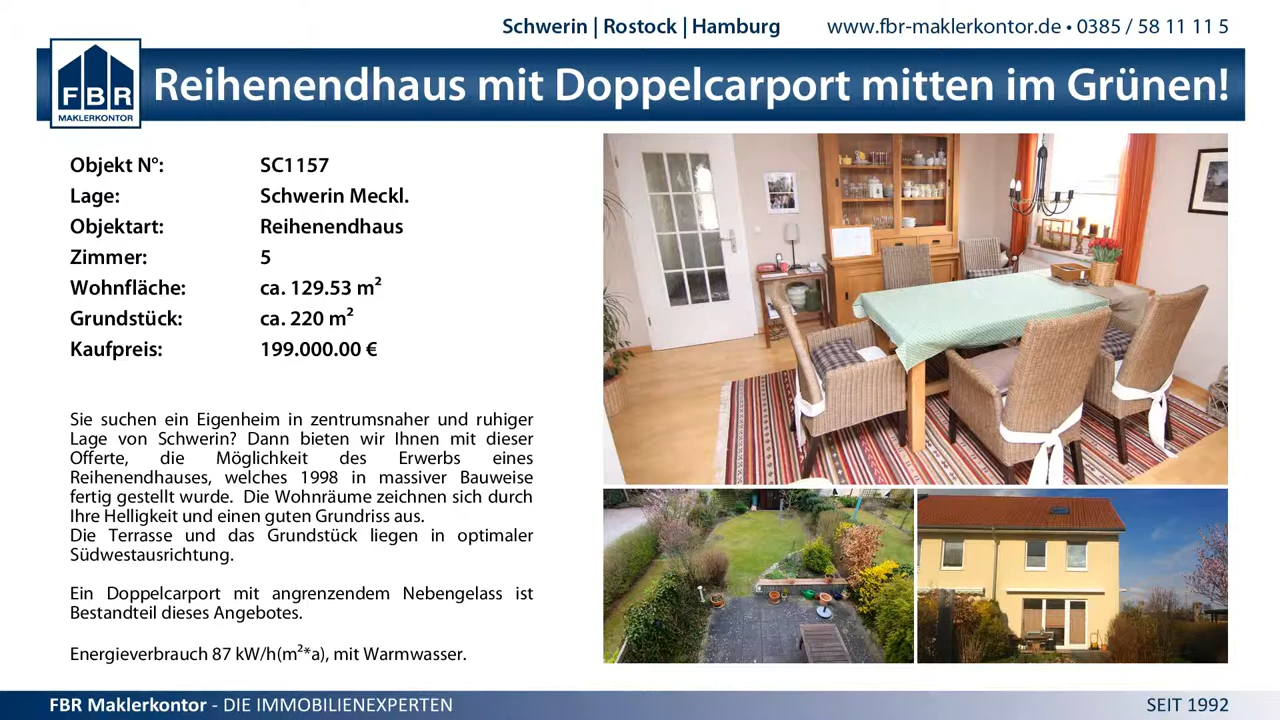 Schwerin | Rostock | Hamburg www.fbr-maklerkontor.de • 0385 / 58 11 11 5
FBR
MAKLERKONTOR
Reihenendhaus mit Doppelcarport mitten im Grünen!
Objekt N°: SC1157
Lage: Schwerin Meckl.
Objektart: Reihenendhaus
Zimmer: 5
Wohnfläche: ca. 129.53 m²
Grundstück: ca. 220 m²
Kaufpreis: 199.000.00 €
Sie suchen ein Eigenheim in zentrumsnaher und ruhiger
Lage von Schwerin? Dann bieten wir Ihnen mit dieser
Offerte, die Möglichkeit des Erwerbs eines
Reihenendhauses, welches 1998 in massiver Bauweise
fertig gestellt wurde. Die Wohnräume zeichnen sich durch
Ihre Helligkeit und einen guten Grundriss aus.
Die Terrasse und das Grundstück liegen in optimaler
Südwestausrichtung.
Ein Doppelcarport mit angrenzendem Nebengelass ist
Bestandteil dieses Angebotes.
Energieverbrauch 87 kW/h(m²*a), mit Warmwasser.
FBR Maklerkontor - DIE IMMOBILIENEXPERTEN SEIT 1992